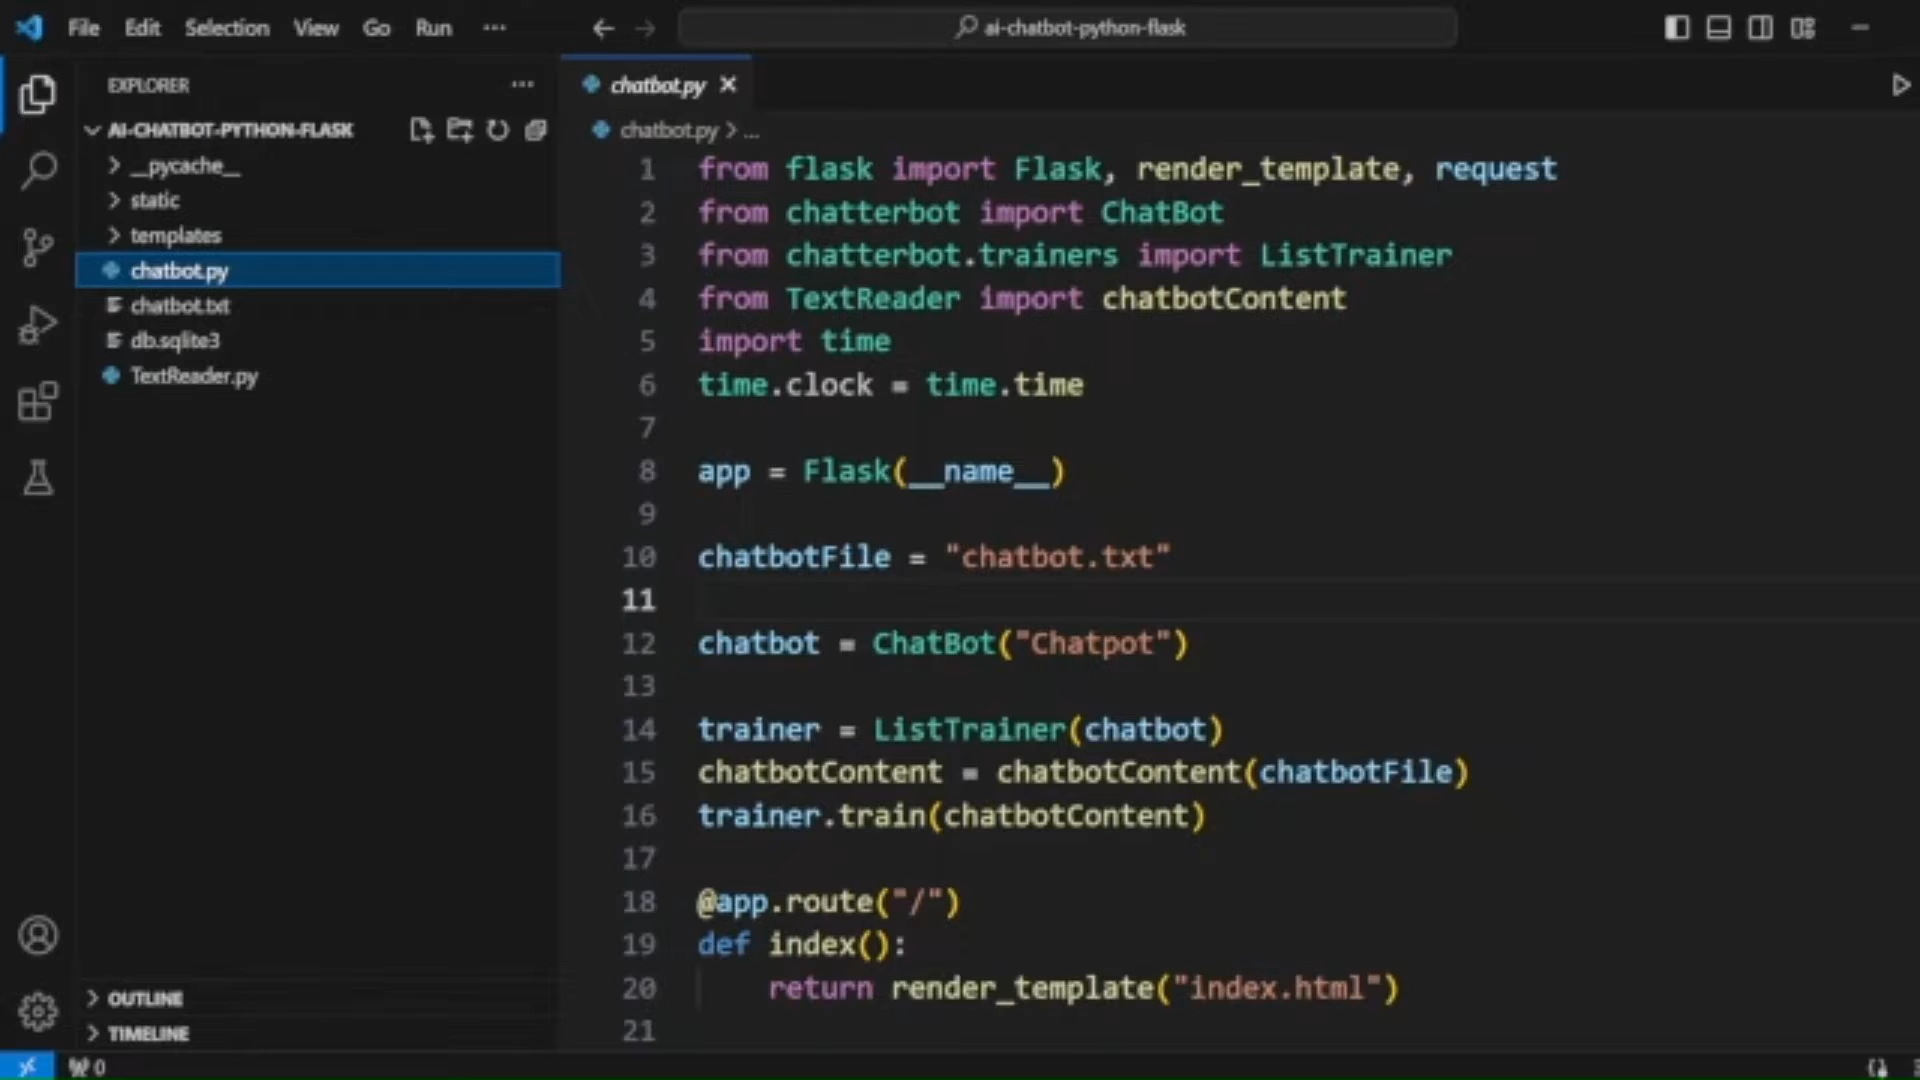 File Edit Selection View Go Run ···
ai-chatbot-python-flask
EXPLORER
AI-CHATBOT-PYTHON-FLASK
__pycache__
static
templates
chatbot.py
chatbot.txt
db.sqlite3
TextReader.py
OUTLINE
TIMELINE
chatbot.py
chatbot.py > ...
1 from flask import Flask, render_template, request
2 from chatterbot import ChatBot
3 from chatterbot.trainers import ListTrainer
4 from TextReader import chatbotContent
5 import time
6 time.clock = time.time
7
8 app = Flask(__name__)
9
10 chatbotFile = "chatbot.txt"
11
12 chatbot = ChatBot("Chatpot")
13
14 trainer = ListTrainer(chatbot)
15 chatbotContent = chatbotContent(chatbotFile)
16 trainer.train(chatbotContent)
17
18 @app.route("/")
19 def index():
20     return render_template("index.html")
21
0